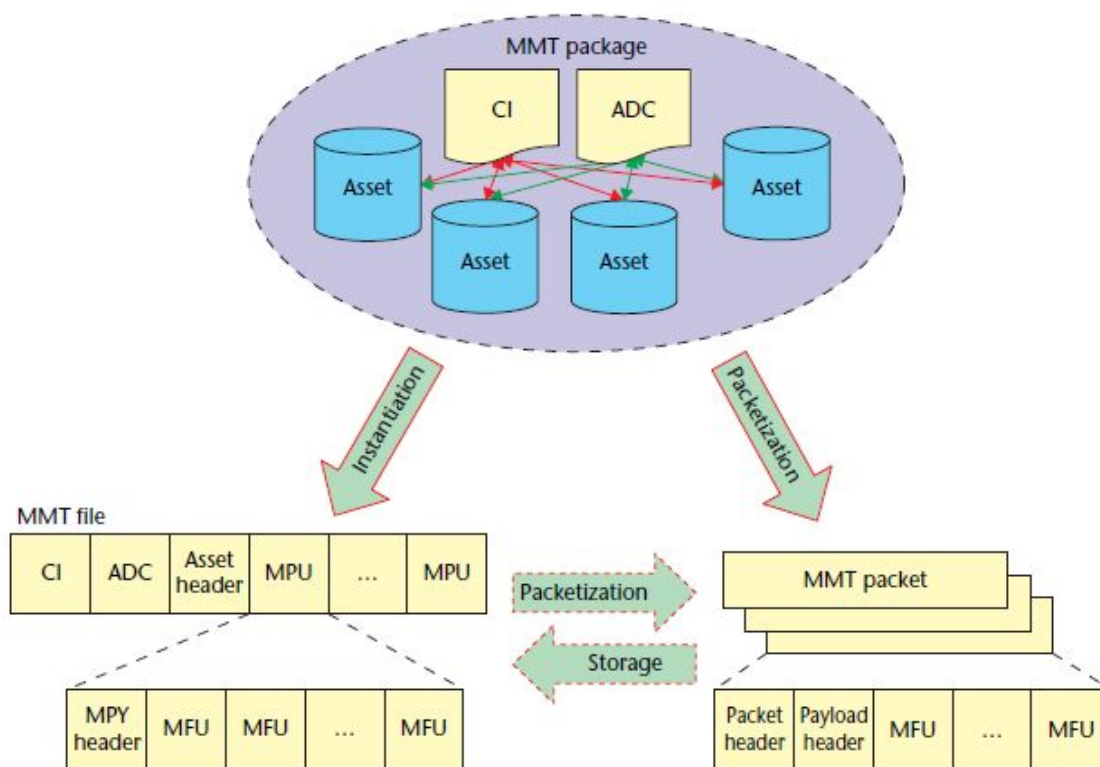 MMT package
CI
ADC
Asset
Asset
Asset
Asset
Instantiation
Packetization
MMT file
CI
ADC
Asset
header
MPU
...
MPU
Packetization
Storage
MMT packet
MPY
header
MFU
MFU
...
MFU
Packet
header
Payload
header
MFU
...
MFU